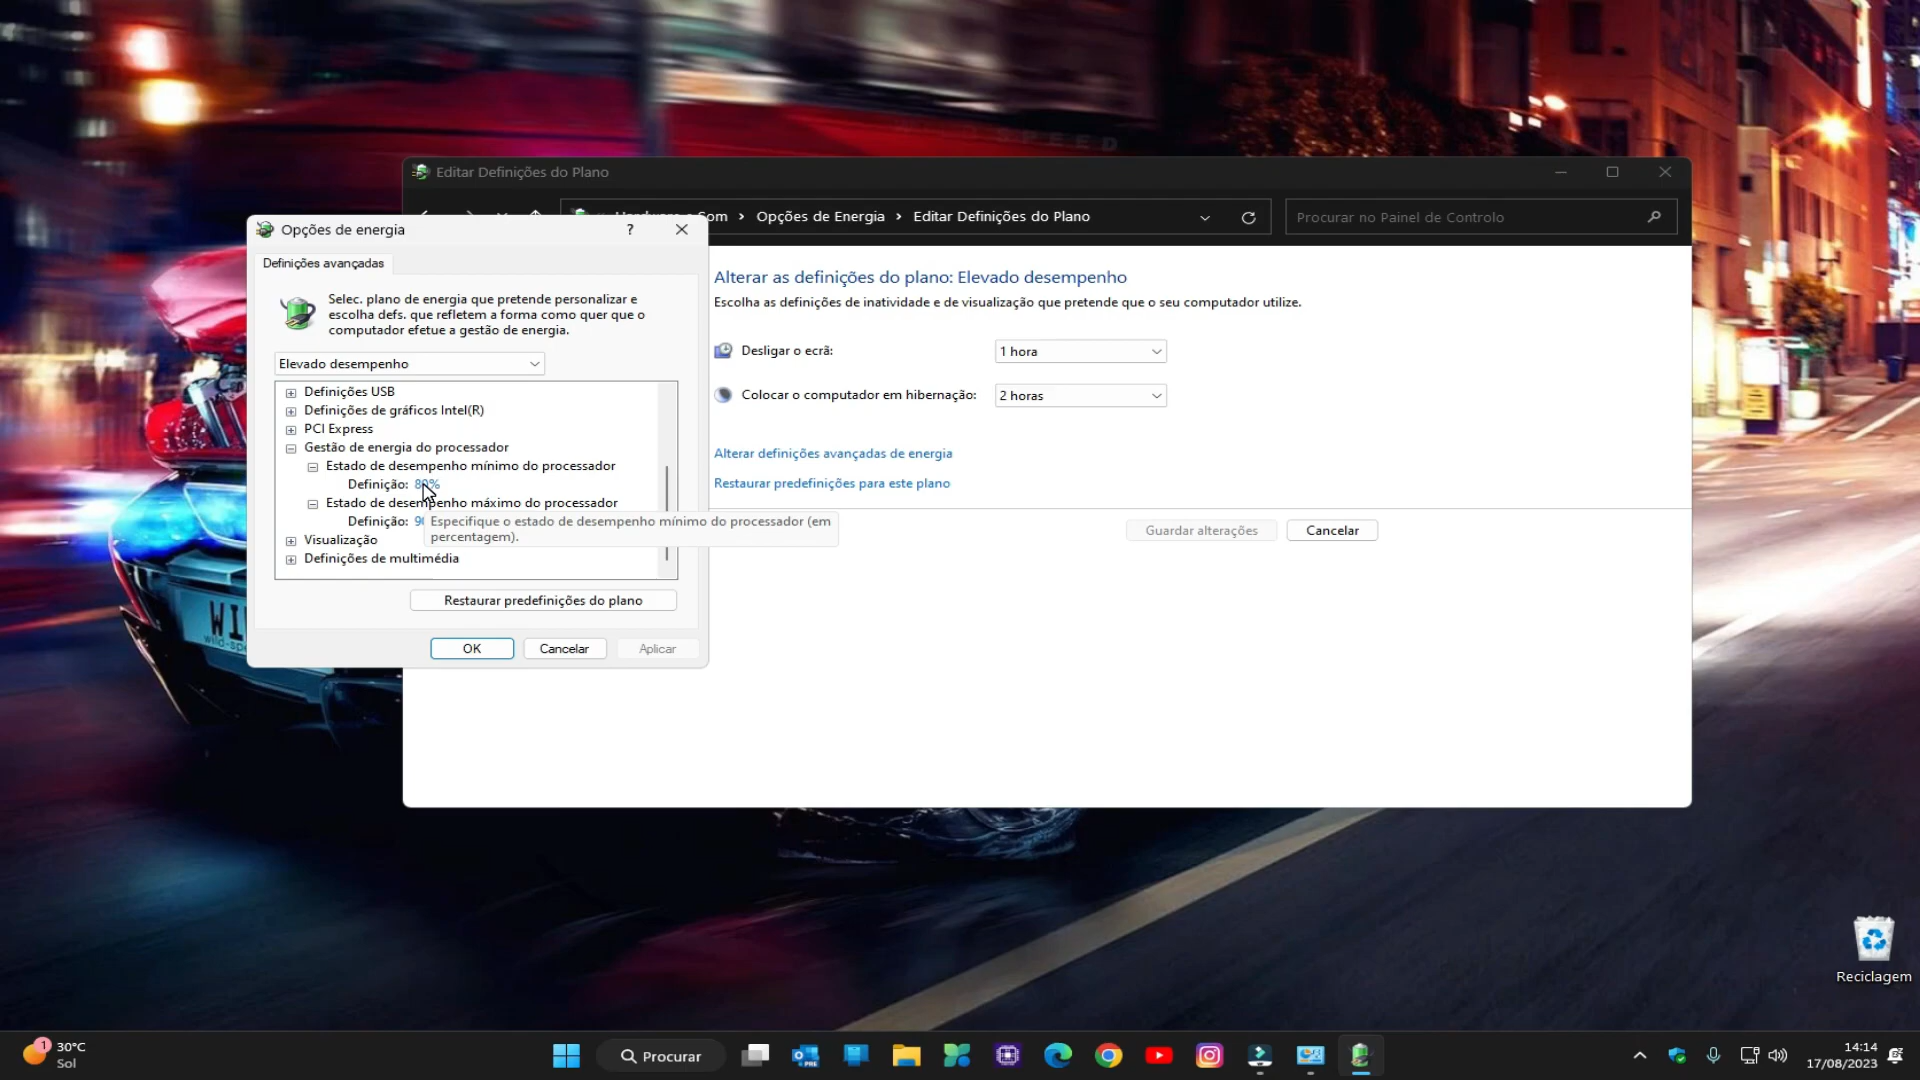 Editar Definições do Plano
Som › Opções de Energia › Editar Definições do Plano
Procurar no Painel de Controlo
Opções de energia
?
Definições avançadas
Selec. plano de energia que pretende personalizar e
escolha defs. que refletem a forma como quer que o
computador efetue a gestão de energia.
Elevado desempenho
Definições USB
Definições de gráficos Intel(R)
PCI Express
Gestão de energia do processador
Estado de desempenho mínimo do processador
Definição:
Estado de desempenho máximo do processador
Definição:
Especifique o estado de desempenho mínimo do processador (em
percentagem).
Visualização
Definições de multimédia
Restaurar predefinições do plano
OK
Cancelar
Aplicar
Alterar as definições do plano: Elevado desempenho
Escolha as definições de inatividade e de visualização que pretende que o seu computador utilize.
Desligar o ecrã:
1 hora
Colocar o computador em hibernação:
2 horas
Alterar definições avançadas de energia
Restaurar predefinições para este plano
Guardar alterações
Cancelar
Reciclagem
1
30°C
Sol
Procurar
PRE
14:14
17/08/2023